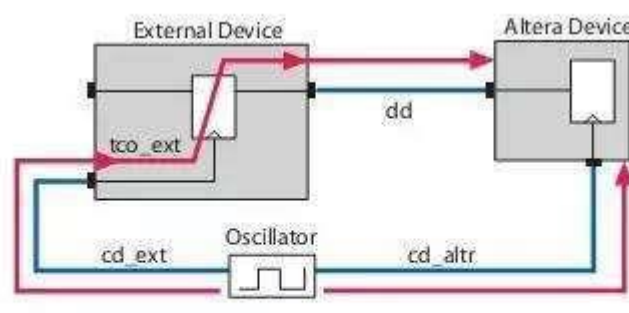 External Device
Altera Device
tco_ext
dd
Oscillator
cd_ext
cd_altr